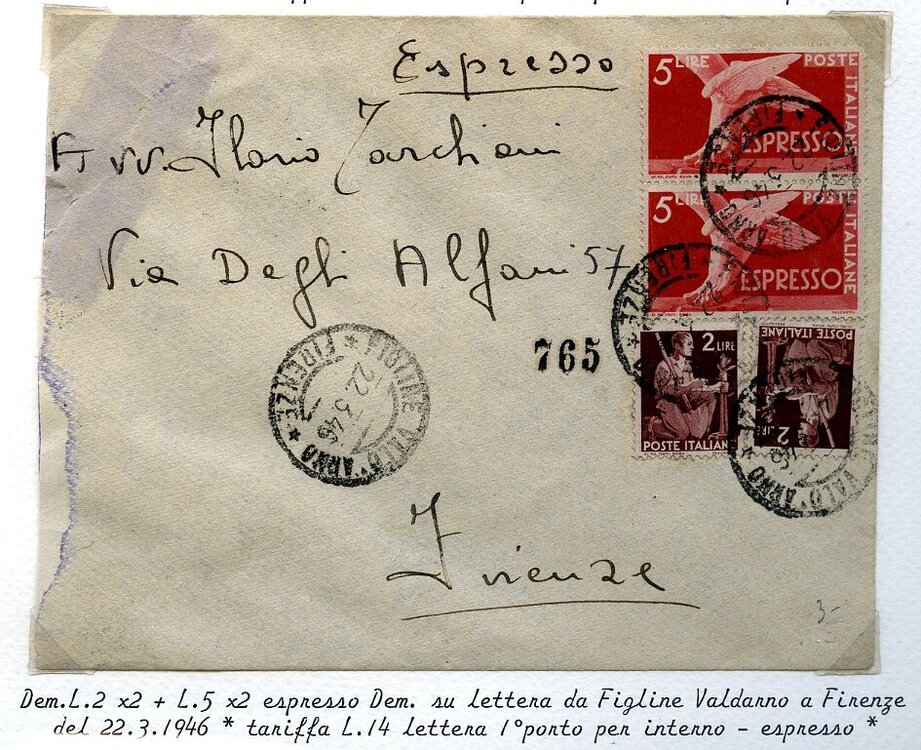 Espresso
Avv. Ilario Tarchiani
Via Degli Alfani 57
765
Firenze
5 LIRE POSTE ITALIANE
ESPRESSO
5 LIRE POSTE ITALIANE
ESPRESSO
2 LIRE
POSTE ITALIANE
POSTE ITALIANE
2 LIRE
FIGLINE VALD'ARNO * FIRENZE *
22.3.46
Dem.L.2 x2 + L.5 x2 espresso Dem. su lettera da Figline Valdarno a Firenze
del 22.3.1946 * tariffa L.14 lettera 1°porto per interno - espresso *
3-